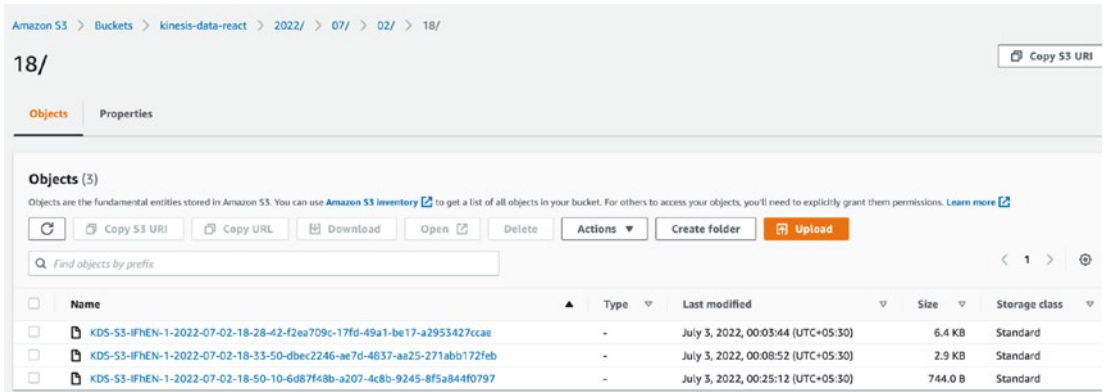 Amazon S3 > Buckets > kinesis-data-react > 2022/ > 07/ > 02/ > 18/
18/
Copy S3 URI
Objects Properties
Objects (3)
Objects are the fundamental entities stored in Amazon S3. You can use Amazon S3 inventory to get a list of all objects in your bucket. For others to access your objects, you'll need to explicitly grant them permissions. Learn more
Copy S3 URI Copy URL Download Open Delete Actions Create folder Upload
Find objects by prefix
< 1 >
Name Type Last modified Size Storage class
KDS-S3-IFhEN-1-2022-07-02-18-28-42-f2ea709c-17fd-49a1-be17-a2953427ccae - July 3, 2022, 00:03:44 (UTC+05:30) 6.4 KB Standard
KDS-S3-IFhEN-1-2022-07-02-18-33-50-dbec2246-ae7d-4837-aa25-271abb172feb - July 3, 2022, 00:08:52 (UTC+05:30) 2.9 KB Standard
KDS-S3-IFhEN-1-2022-07-02-18-50-10-6d87f48b-a207-4c8b-9245-8f5a844f0797 - July 3, 2022, 00:25:12 (UTC+05:30) 744.0 B Standard